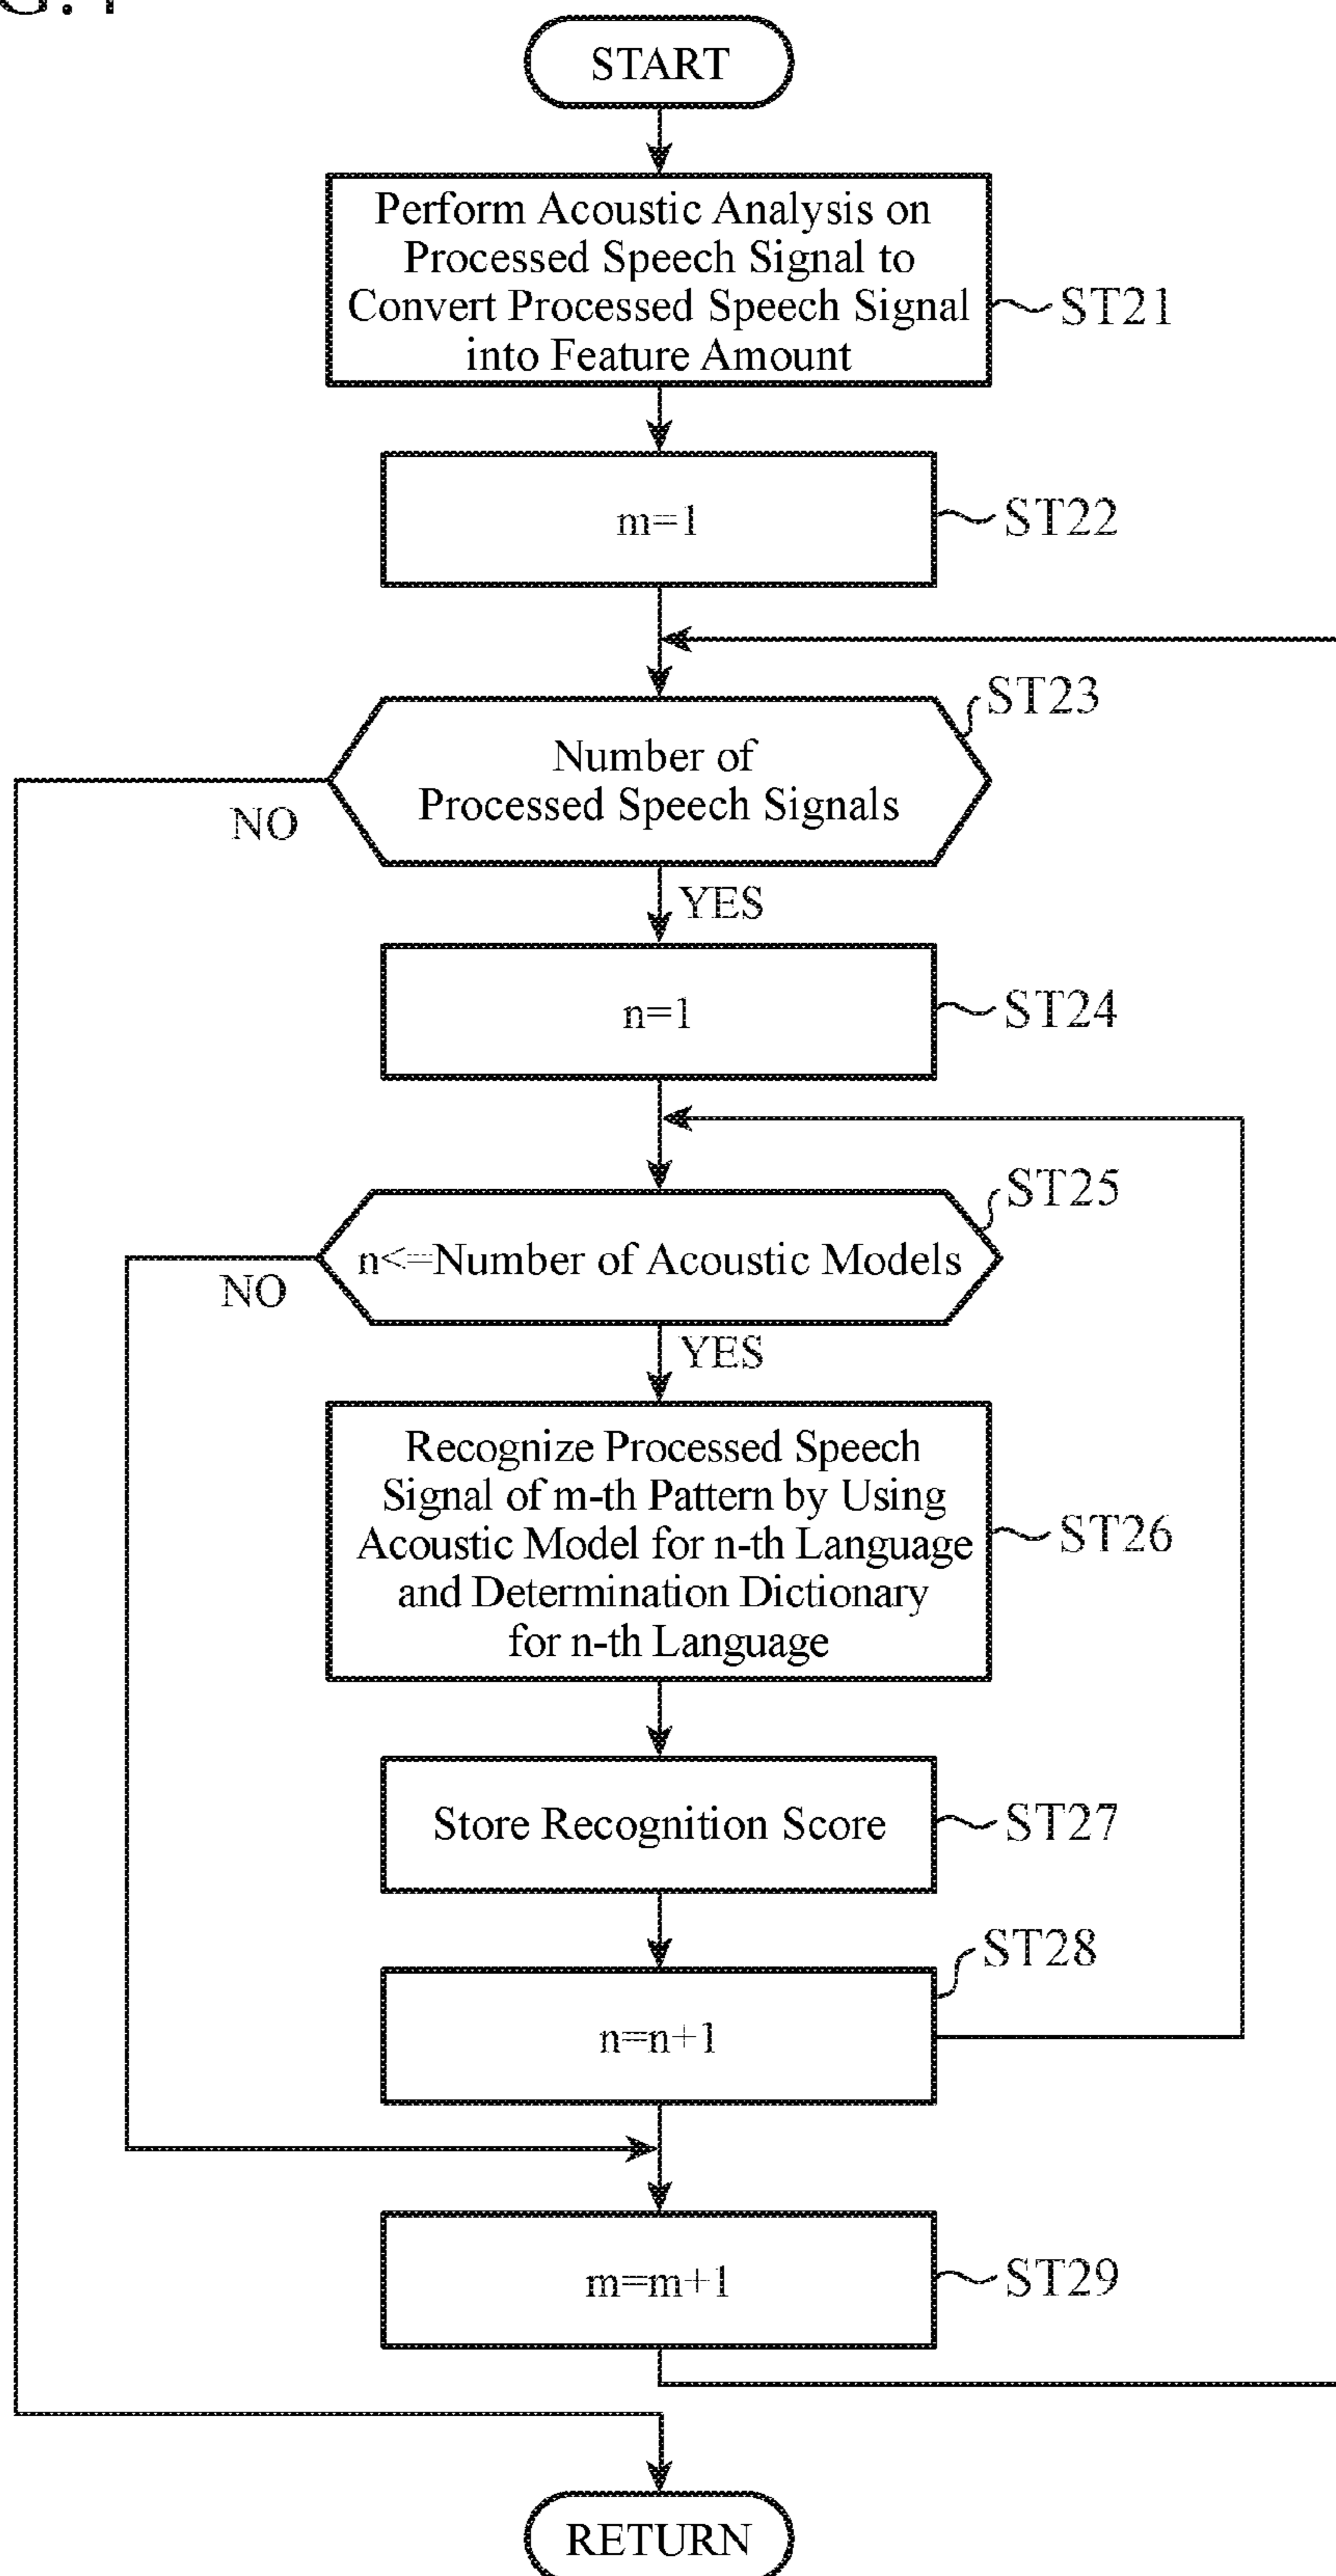 START
Perform Acoustic Analysis on
Processed Speech Signal to
Convert Processed Speech Signal
into Feature Amount
ST21
m=1
ST22
ST23
Number of
Processed Speech Signals
NO
YES
n=1
ST24
ST25
n<=Number of Acoustic Models
NO
YES
Recognize Processed Speech
Signal of m-th Pattern by Using
Acoustic Model for n-th Language
and Determination Dictionary
for n-th Language
ST26
Store Recognition Score
ST27
ST28
n=n+1
m=m+1
ST29
RETURN